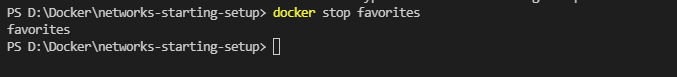 PS D:\Docker\networks-starting-setup> docker stop favorites
favorites
PS D:\Docker\networks-starting-setup>